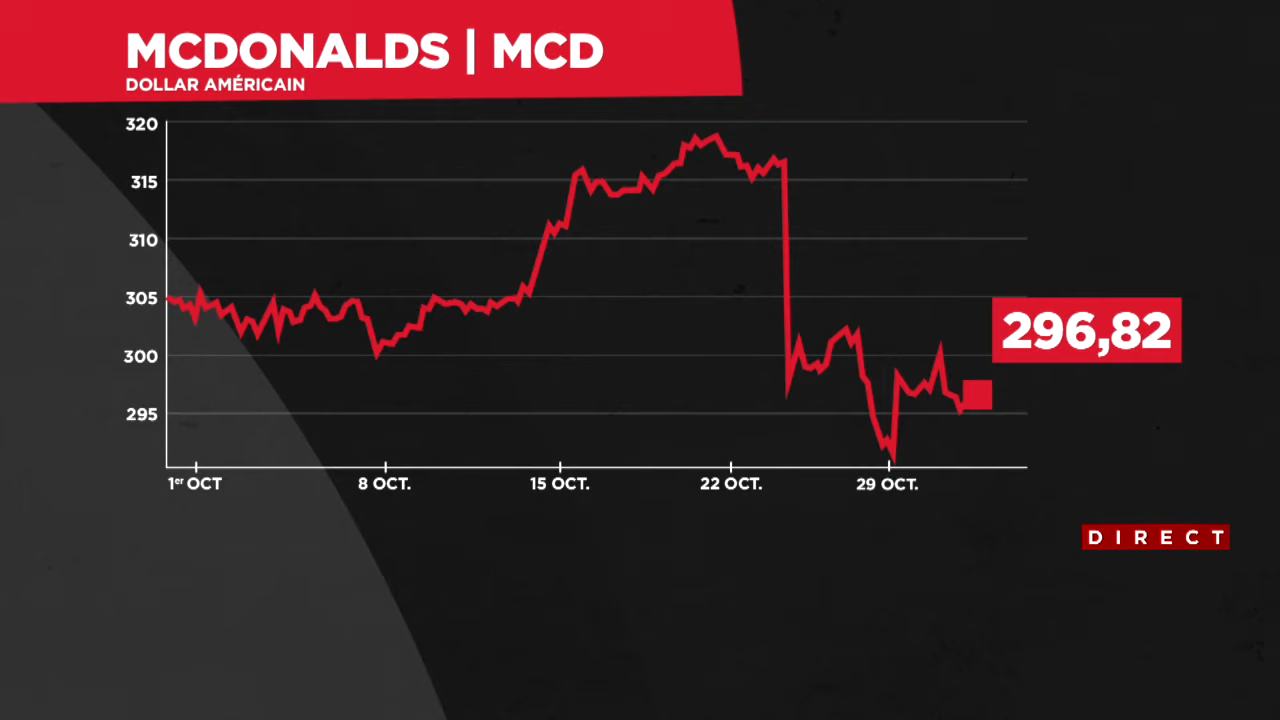 MCDONALDS | MCD
DOLLAR AMÉRICAIN
320
315
310
305
300
295
296,82
1er OCT
8 OCT.
15 OCT.
22 OCT.
29 OCT.
DIRECT